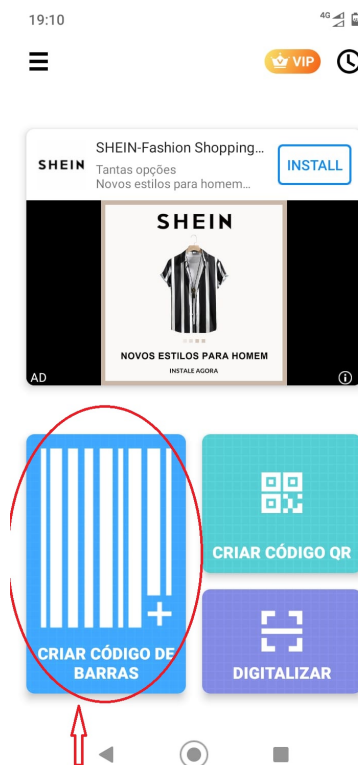 19:10
4G
VIP
SHEIN
SHEIN-Fashion Shopping...
Tantas opções
Novos estilos para homem...
INSTALL
SHEIN
NOVOS ESTILOS PARA HOMEM
INSTALE AGORA
AD
CRIAR CÓDIGO DE
BARRAS
CRIAR CÓDIGO QR
DIGITALIZAR